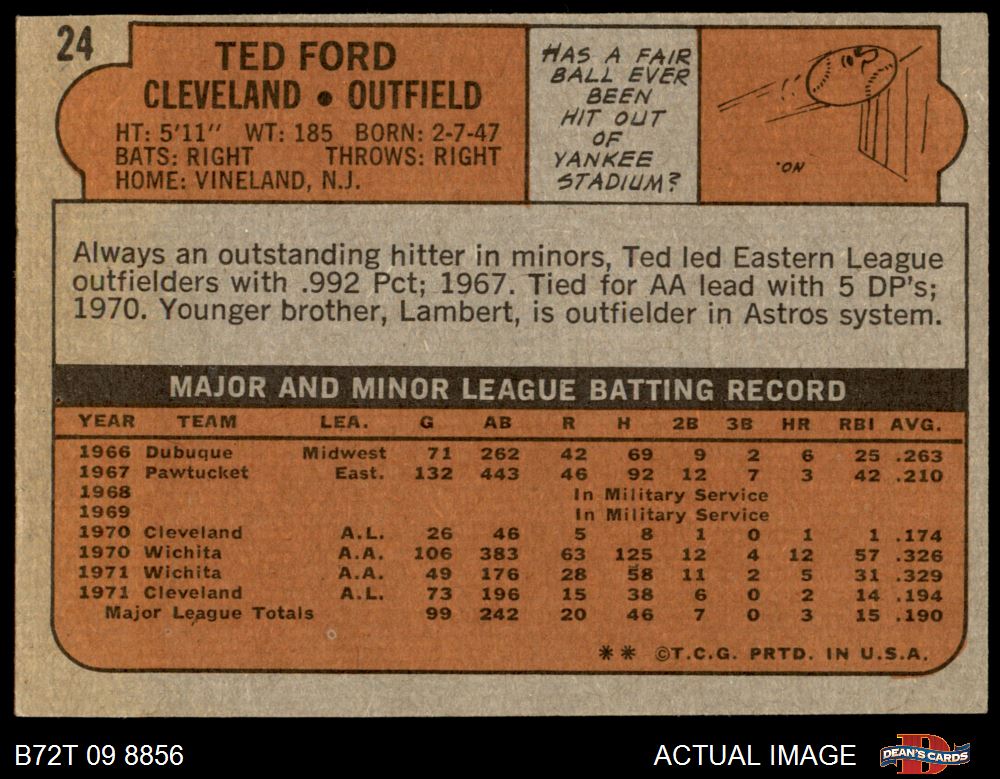 24
TED FORD
CLEVELAND • OUTFIELD
HT: 5'11" WT: 185 BORN: 2-7-47
BATS: RIGHT THROWS: RIGHT
HOME: VINELAND, N.J.
HAS A FAIR
BALL EVER
BEEN
HIT OUT
OF
YANKEE
STADIUM?
'ON
Always an outstanding hitter in minors, Ted led Eastern League
outfielders with .992 Pct; 1967. Tied for AA lead with 5 DP's;
1970. Younger brother, Lambert, is outfielder in Astros system.
MAJOR AND MINOR LEAGUE BATTING RECORD
YEAR TEAM LEA. G AB R H 2B 3B HR RBI AVG.
1966 Dubuque Midwest 71 262 42 69 9 2 6 25 .263
1967 Pawtucket East. 132 443 46 92 12 7 3 42 .210
1968 In Military Service
1969 In Military Service
1970 Cleveland A.L. 26 46 5 8 1 0 1 1 .174
1970 Wichita A.A. 106 383 63 125 12 4 12 57 .326
1971 Wichita A.A. 49 176 28 58 11 2 5 31 .329
1971 Cleveland A.L. 73 196 15 38 6 0 2 14 .194
Major League Totals 99 242 20 46 7 0 3 15 .190
** ©T.C.G. PRTD. IN U.S.A.
B72T 09 8856
ACTUAL IMAGE
DEAN'S CARDS